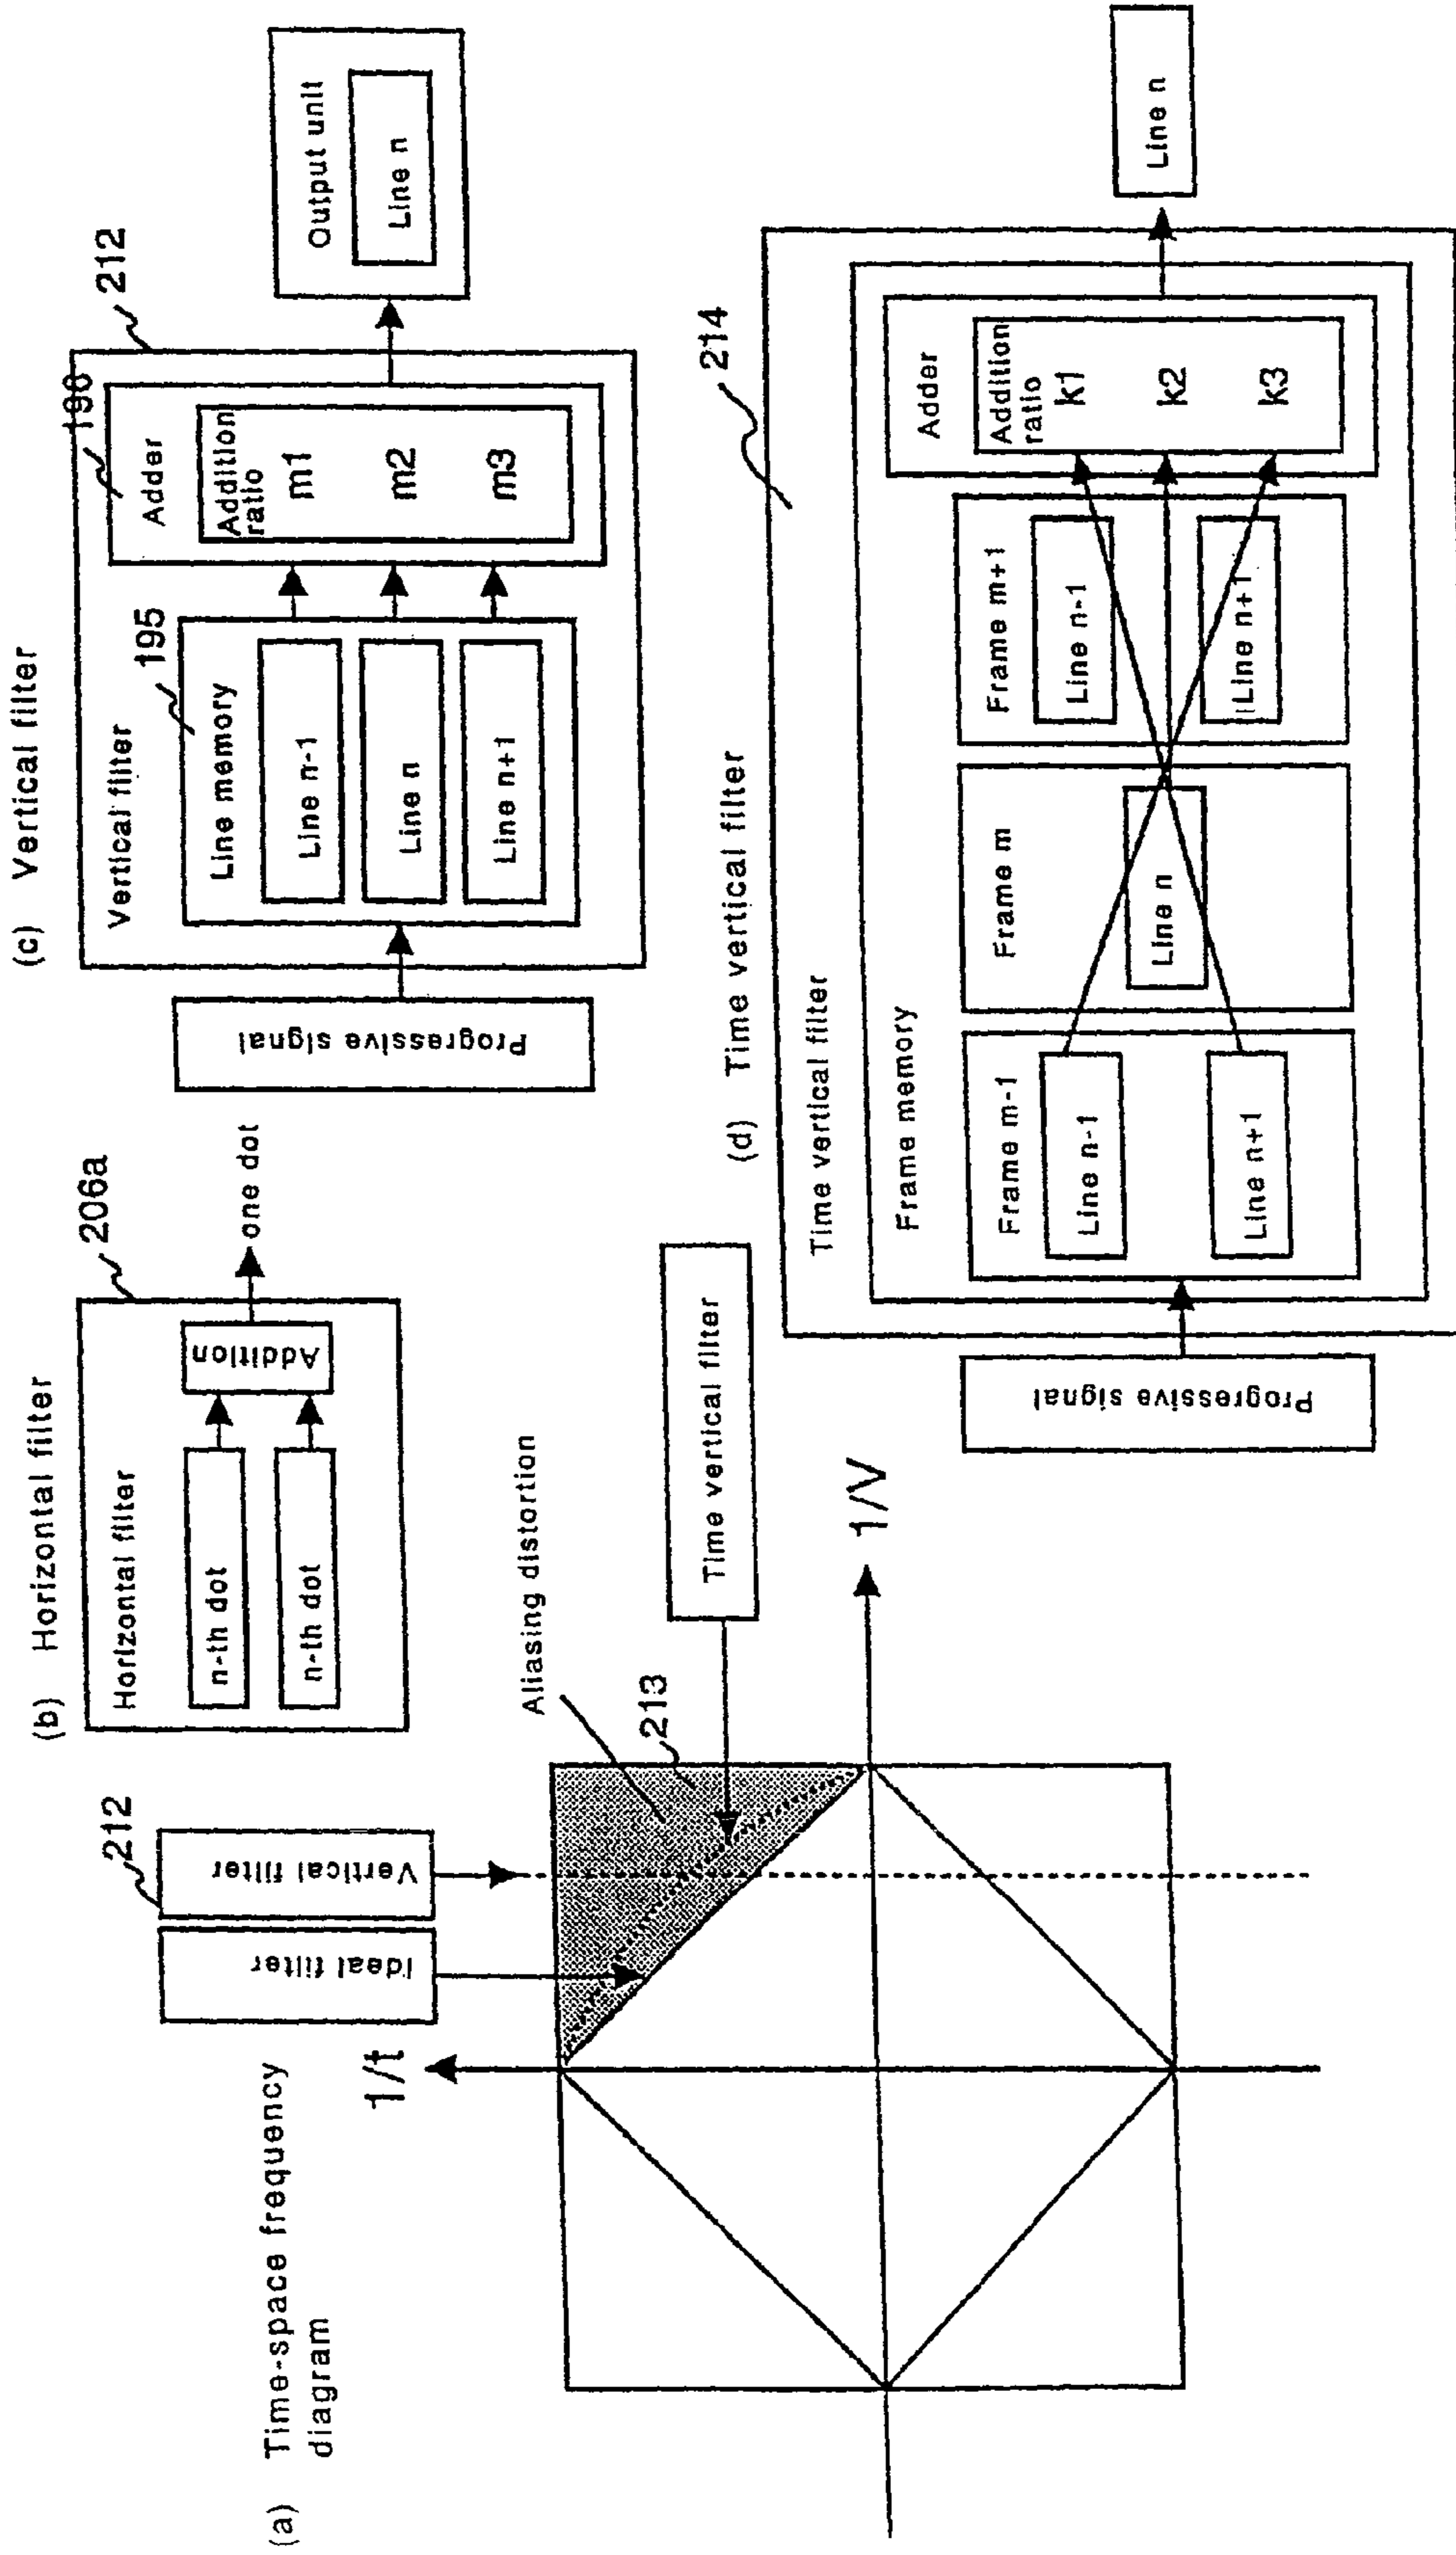 (a) Time-space frequency
diagram
1/t
1/V
Ideal filter
Vertical filter
212
Aliasing distortion
213
Time vertical filter
(b) Horizontal filter
206a
Horizontal filter
n-th dot
n-th dot
Addition
one dot
(c) Vertical filter
Progressive signal
212
Vertical filter
195
Line memory
Line n-1
Line n
Line n+1
196
Adder
Addition
ratio
m1
m2
m3
Output unit
Line n
(d) Time vertical filter
Progressive signal
214
Time vertical filter
Frame memory
Frame m-1
Line n-1
Line n+1
Frame m
Line n
Frame m+1
Line n-1
Line n+1
Adder
Addition
ratio
k1
k2
k3
Line n